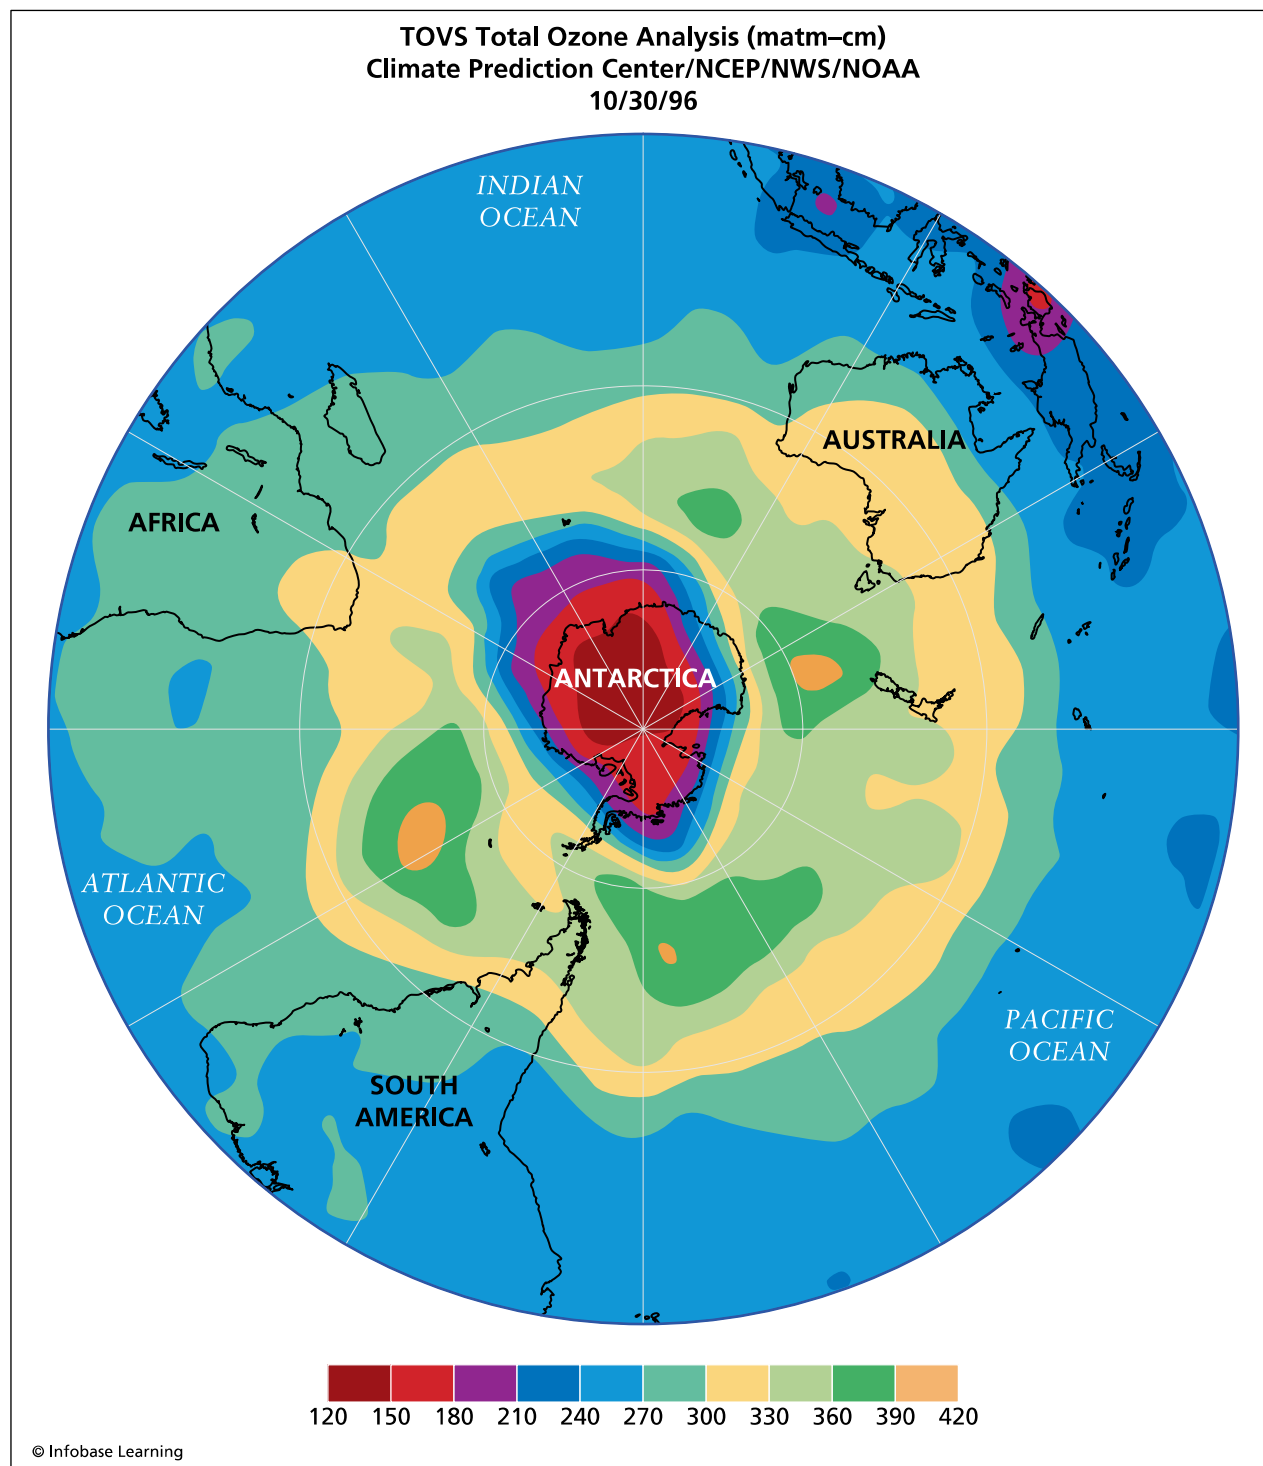 TOVS Total Ozone Analysis (matm–cm)
Climate Prediction Center/NCEP/NWS/NOAA
10/30/96
INDIAN
OCEAN
AUSTRALIA
AFRICA
ANTARCTICA
ATLANTIC
OCEAN
PACIFIC
OCEAN
SOUTH
AMERICA
120 150 180 210 240 270 300 330 360 390 420
© Infobase Learning